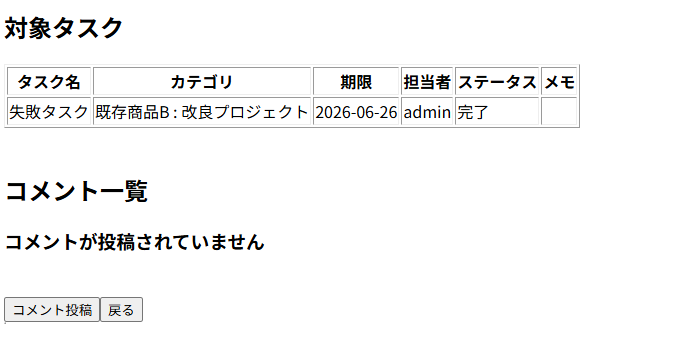 対象タスク
タスク名 カテゴリ 期限 担当者 ステータス メモ
失敗タスク 既存商品B : 改良プロジェクト 2026-06-26 admin 完了
コメント一覧
コメントが投稿されていません
コメント投稿 戻る